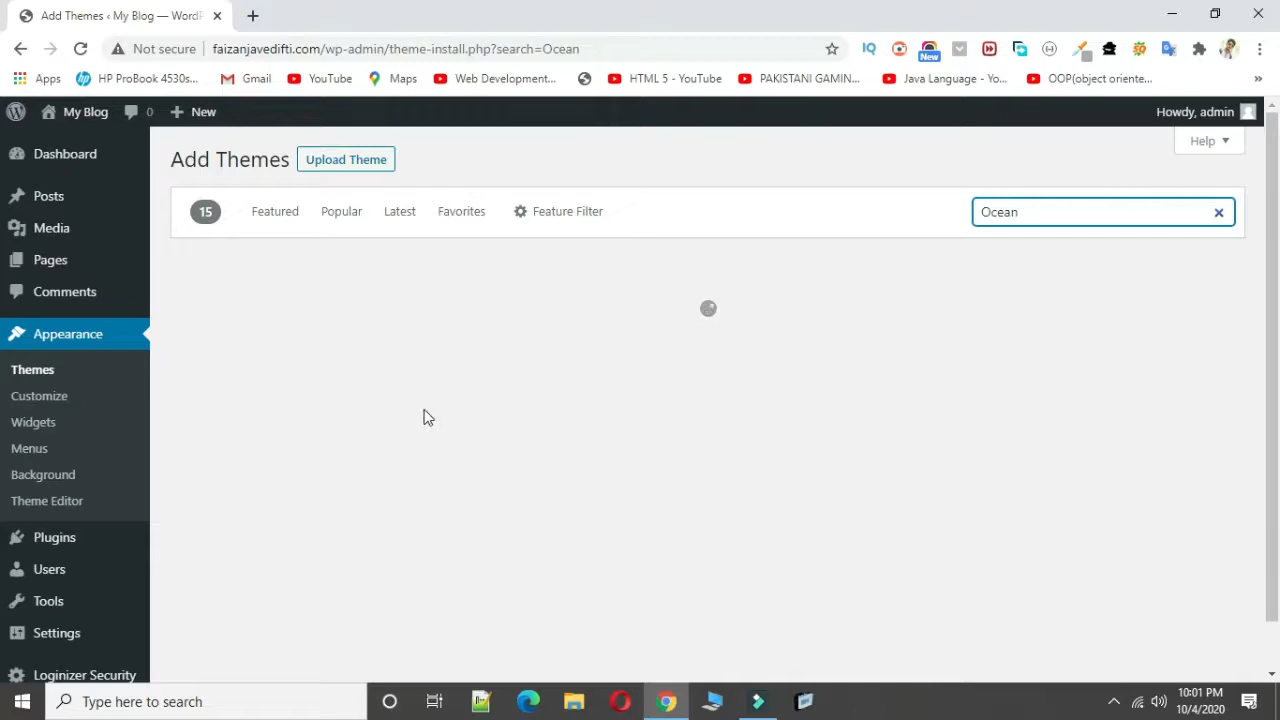 Add Themes ‹ My Blog — WordP
Not secure
faizanjavedifti.com/wp-admin/theme-install.php?search=Ocean
IQ
New
Apps
HP ProBook 4530s...
Gmail
YouTube
Maps
Web Development...
HTML 5 - YouTube
PAKISTANI GAMIN...
Java Language - Yo...
OOP(object oriente...
»
My Blog
0
New
Howdy, admin
Help
Dashboard
Posts
Media
Pages
Comments
Appearance
Themes
Customize
Widgets
Menus
Background
Theme Editor
Plugins
Users
Tools
Settings
Loginizer Security
Add Themes
Upload Theme
15
Featured
Popular
Latest
Favorites
Feature Filter
Ocean
Type here to search
10:01 PM
10/4/2020